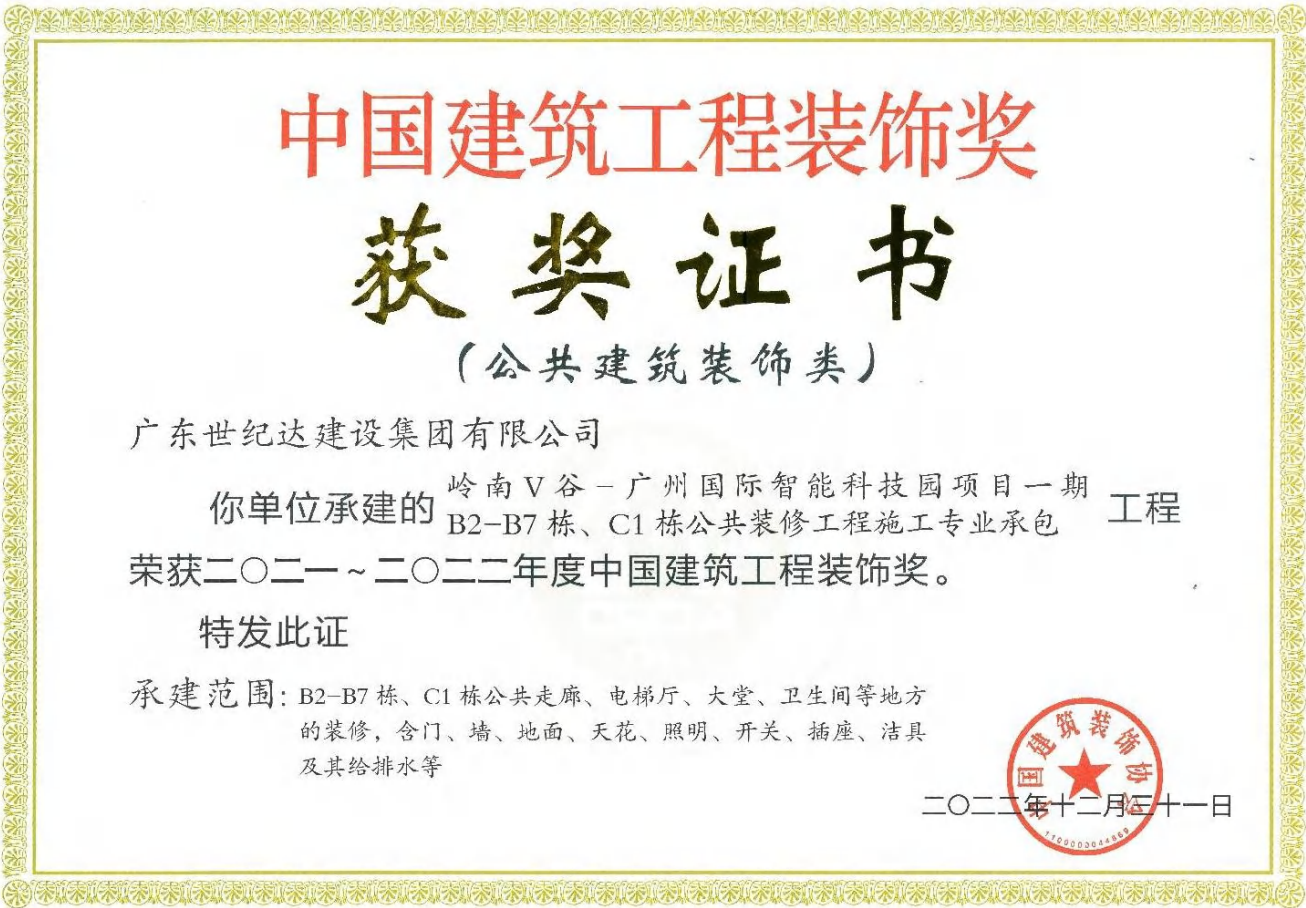 中国建筑工程装饰奖
获奖证书
（公共建筑装饰类）
广东世纪达建设集团有限公司
你单位承建的 岭南V谷－广州国际智能科技园项目一期
B2-B7栋、C1栋公共装修工程施工专业承包 工程
荣获二〇二一～二〇二二年度中国建筑工程装饰奖。
特发此证
承建范围：B2-B7栋、C1栋公共走廊、电梯厅、大堂、卫生间等地方
的装修，含门、墙、地面、天花、照明、开关、插座、洁具
及其给排水等
中国建筑装饰协会
二〇二二年十二月三十一日